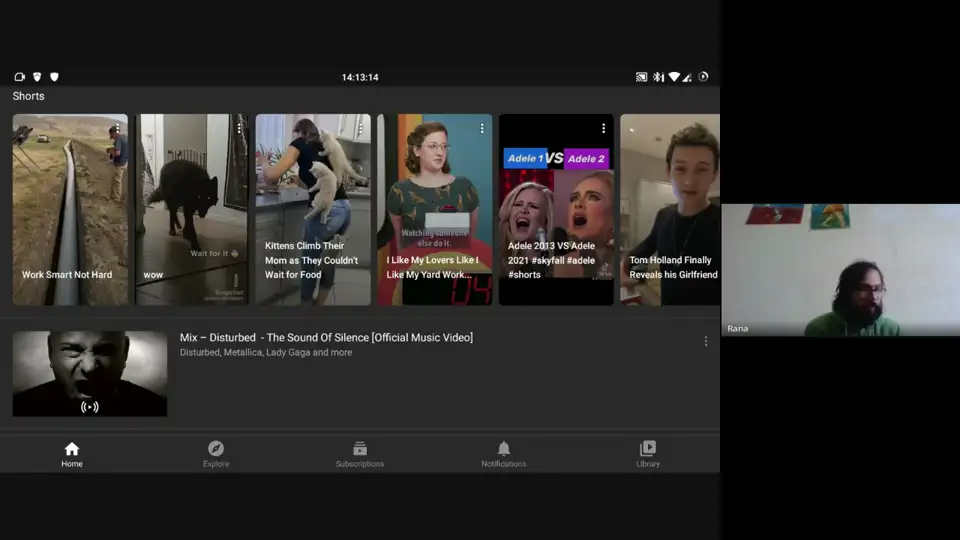 14:13:14
Shorts
Work Smart Not Hard
Wait for it
wow
Kittens Climb Their
Mom as They Couldn't
Wait for Food
Watching someone
else do it.
I Like My Lovers Like I
Like My Yard Work...
04
Adele 1 VS Adele 2
Adele 2013 VS Adele
2021 #skyfall #adele
#shorts
Tom Holland Finally
Reveals his Girlfriend
Mix – Disturbed - The Sound Of Silence [Official Music Video]
Disturbed, Metallica, Lady Gaga and more
Home
Explore
Subscriptions
Notifications
Library
Rana